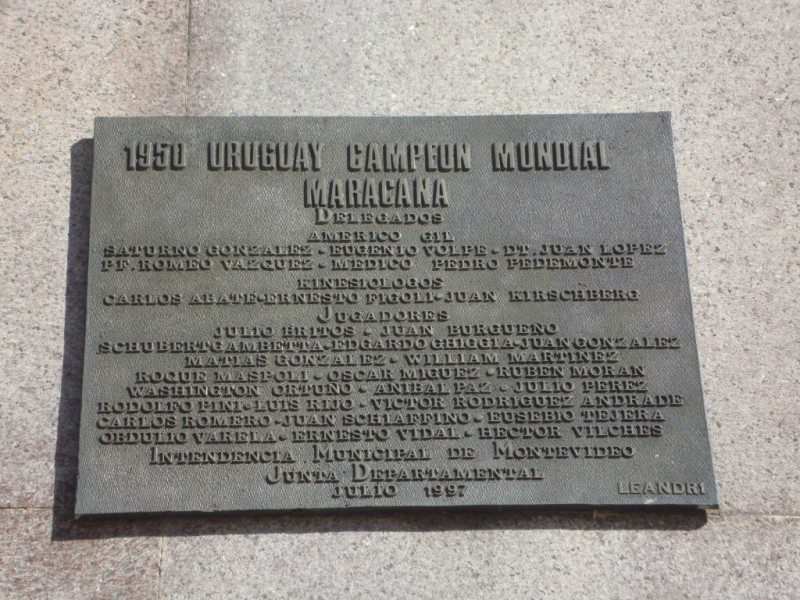 1950 URUGUAY CAMPEON MUNDIAL
MARACANA
DELEGADOS
AMERICO GIL
SATURNO GONZALEZ - EUGENIO VOLPE - DT. JUAN LOPEZ
PF. ROMEO VAZQUEZ - MEDICO PEDRO PEDEMONTE
KINESIOLOGOS
CARLOS ABATE-ERNESTO FIGOLI-JUAN KIRSCHBERG
JUGADORES
JULIO BRITOS - JUAN BURGUEÑO
SCHUBERT GAMBETTA-EDGARDO GHIGGIA-JUAN GONZALEZ
MATIAS GONZALEZ - WILLIAM MARTINEZ
ROQUE MASPOLI - OSCAR MIGUEZ - RUBEN MORAN
WASHINGTON ORTUÑO - ANIBAL PAZ - JULIO PEREZ
RODOLFO PINI-LUIS RIJO-VICTOR RODRIGUEZ ANDRADE
CARLOS ROMERO-JUAN SCHIAFFINO - EUSEBIO TEJERA
OBDULIO VARELA - ERNESTO VIDAL - HECTOR VILCHES
INTENDENCIA MUNICIPAL DE MONTEVIDEO
JUNTA DEPARTAMENTAL
JULIO 1997
LEANDRI